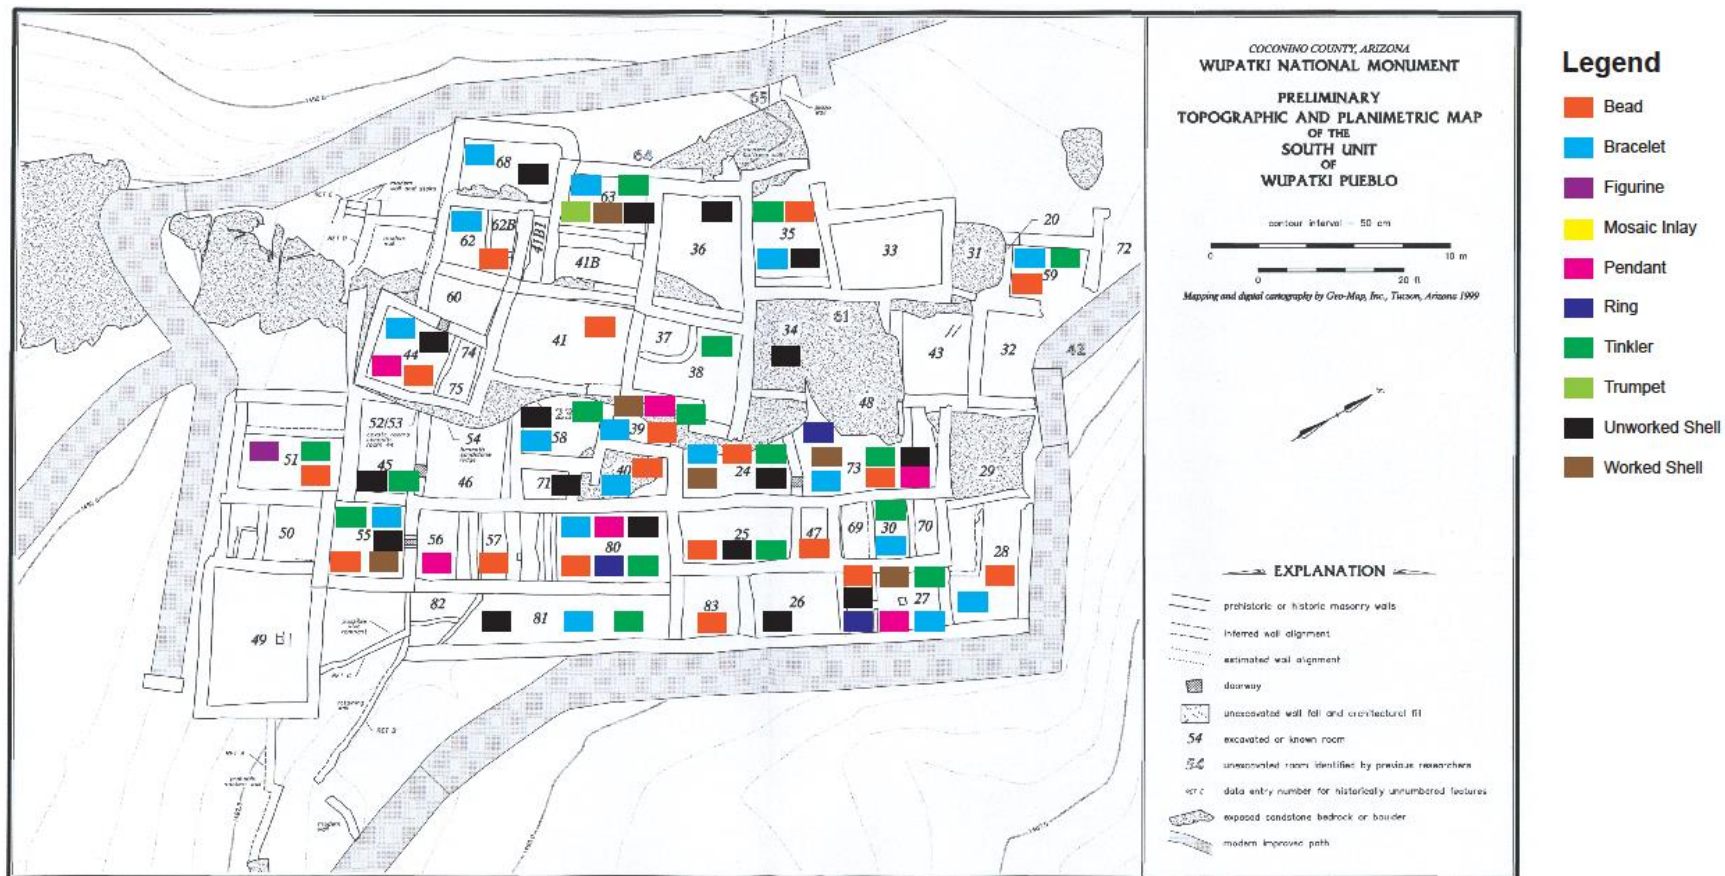 COCONINO COUNTY, ARIZONA
WUPATKI NATIONAL MONUMENT
PRELIMINARY
TOPOGRAPHIC AND PLANIMETRIC MAP
OF THE
SOUTH UNIT
OF
WUPATKI PUEBLO
contour interval - 50 cm
0 10 m
0 20 ft
Mapping and digital cartography by Geo-Map, Inc., Tucson, Arizona 1999
EXPLANATION
prehistoric or historic masonry walls
inferred wall alignment
estimated wall alignment
doorway
unexcavated wall fall and architectural fill
54 excavated or known room
54 unexcavated room identified by previous researchers
RET C data entry number for historically unnumbered features
exposed sandstone bedrock or boulder
modern improved path
Legend
Bead
Bracelet
Figurine
Mosaic Inlay
Pendant
Ring
Tinkler
Trumpet
Unworked Shell
Worked Shell
65
64
68
63
20
72
62
62B
41B1
41B
36
35
33
31
59
60
61
34
41
37
38
43
32
42
44
74
75
48
52/53
54
23
58
39
51
45
46
71
40
24
73
29
50
55
56
57
80
25
47
69
30
70
28
49
82
81
83
26
27
RET C
RET D
RET C
RET B
RET A